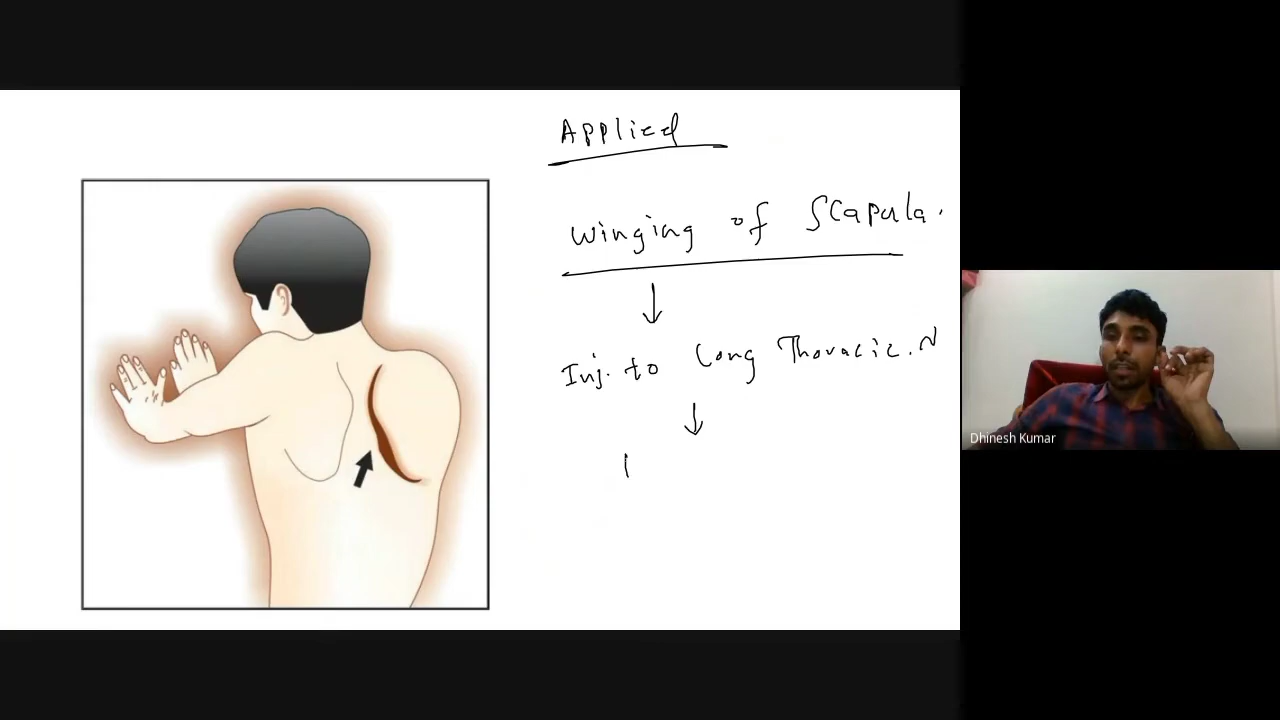 Applied
Winging of Scapula.
Inj. to Long Thoracic. N
Dhinesh Kumar